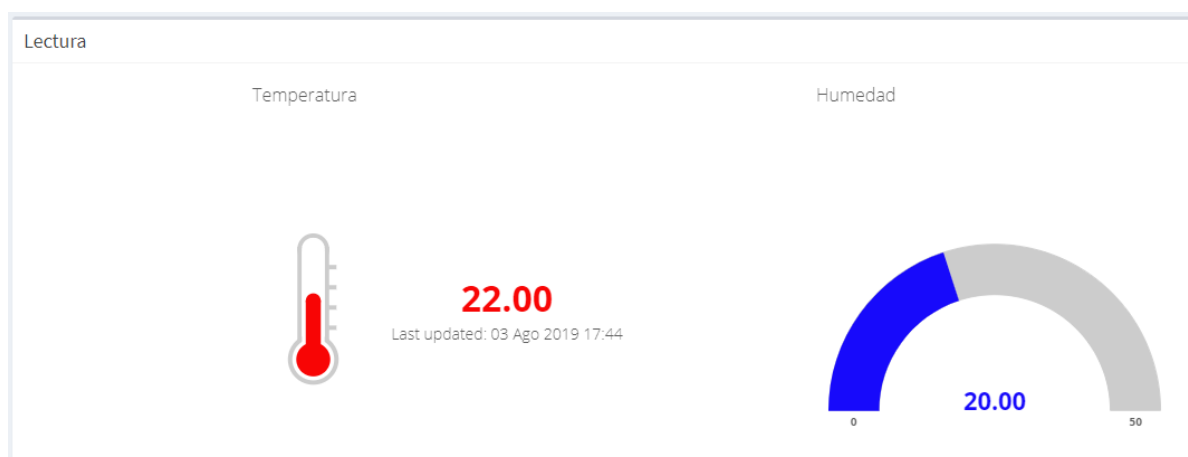 Lectura
Temperatura
Humedad
22.00
Last updated: 03 Ago 2019 17:44
20.00
0
50